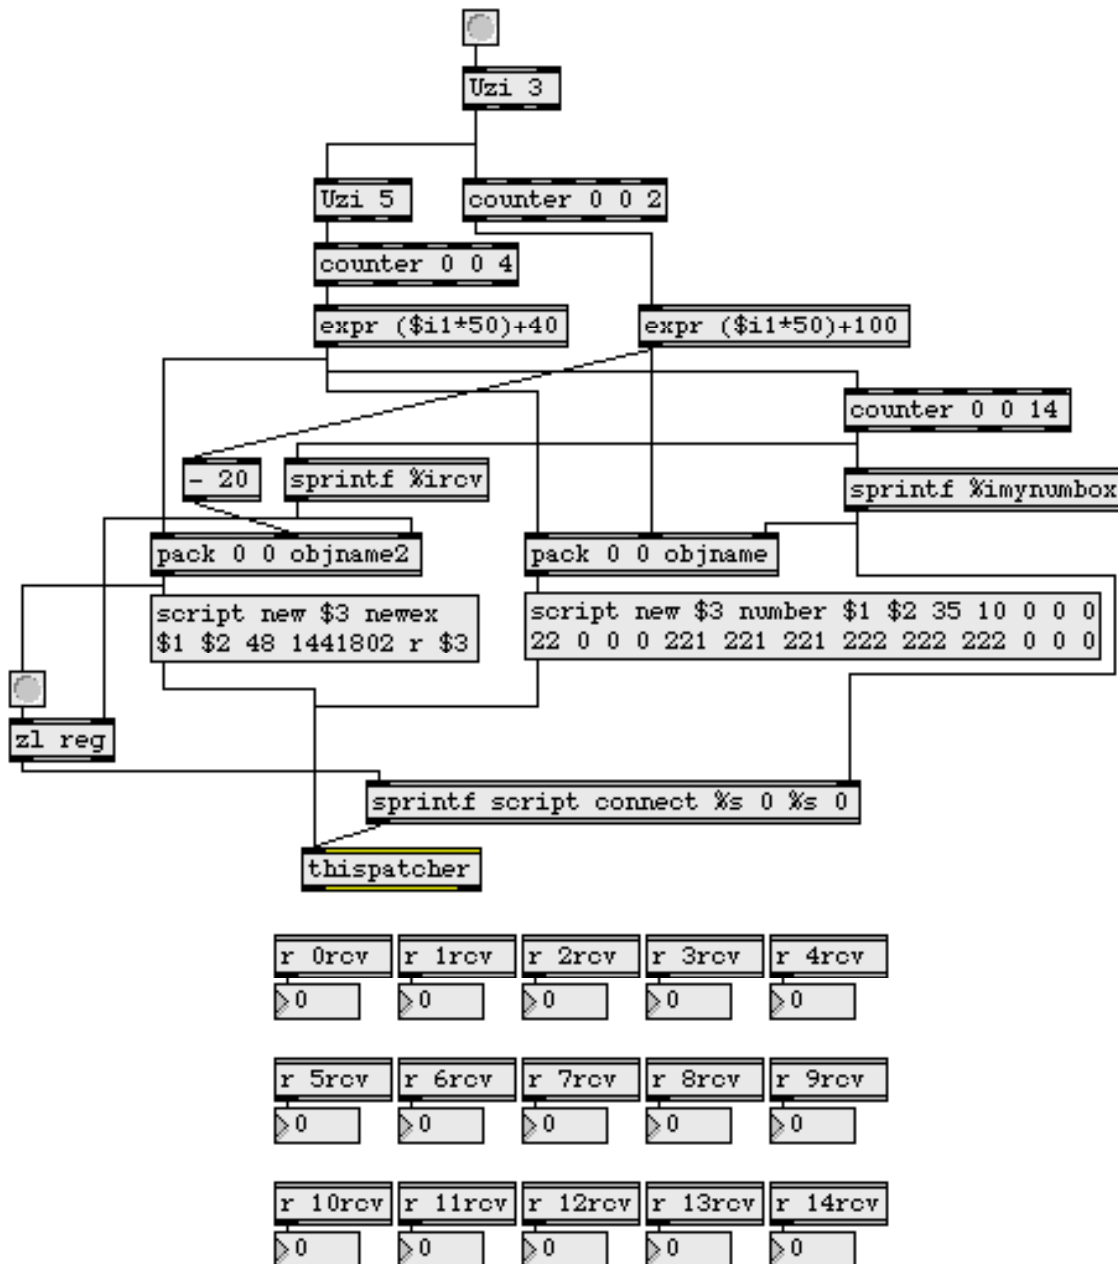 Uzi 3
Uzi 5
counter 0 0 2
counter 0 0 4
expr ($i1*50)+40
expr ($i1*50)+100
counter 0 0 14
- 20
sprintf %ircv
sprintf %imynumbox
pack 0 0 objname2
pack 0 0 objname
script new $3 newex
$1 $2 48 1441802 r $3
script new $3 number $1 $2 35 10 0 0 0
22 0 0 0 221 221 221 222 222 222 0 0 0
zl reg
sprintf script connect %s 0 %s 0
thispatcher
r 0rcv r 1rcv r 2rcv r 3rcv r 4rcv
0 0 0 0 0
r 5rcv r 6rcv r 7rcv r 8rcv r 9rcv
0 0 0 0 0
r 10rcv r 11rcv r 12rcv r 13rcv r 14rcv
0 0 0 0 0